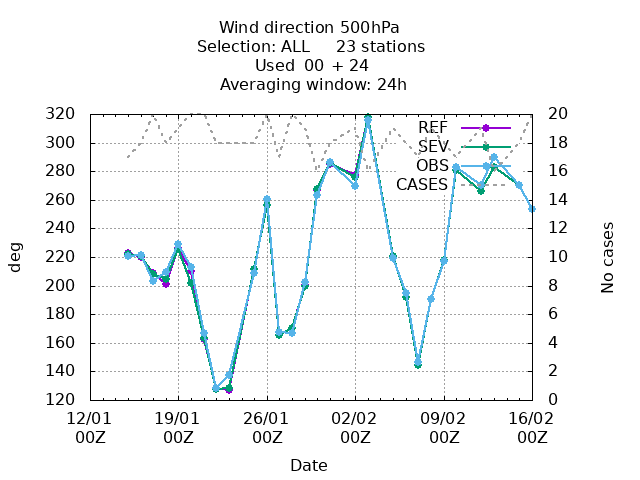 Wind direction 500hPa
Selection: ALL 23 stations
Used 00 + 24
Averaging window: 24h
320 20
REF
300 18
SEV
280 OBS 16
CASES
260 14
240 12
220 10
200 8
180 6
160 4
140 2
120 0
deg
No cases
12/01 19/01 26/01 02/02 09/02 16/02
00Z 00Z 00Z 00Z 00Z 00Z
Date